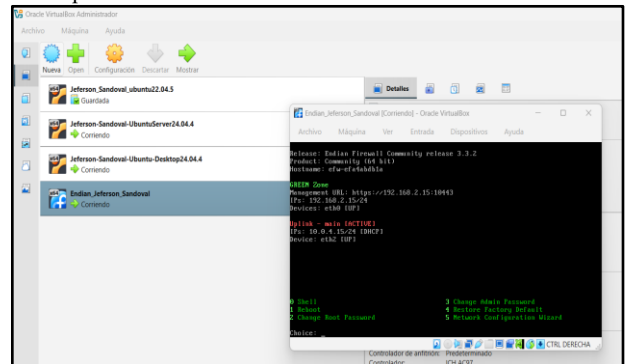 Oracle VirtualBox Administrador
Archivo Máquina Ayuda
Nueva Open Configuración Descartar Mostrar
Jeferson_Sandoval_ubuntu22.04.5
Guardada
Jeferson_Sandoval-UbuntuServer24.04.4
Corriendo
Jeferson_Sandoval-Ubuntu-Desktop24.04.4
Corriendo
Endian_Jeferson_Sandoval
Corriendo
Detalles
Endian_Jeferson_Sandoval [Corriendo] - Oracle VirtualBox
Archivo Máquina Ver Entrada Dispositivos Ayuda
Release: Endian Firewall Community release 3.3.2
Product: Community (64 bit)
Hostname: efw-efa4abdb1a
GREEN Zone
Management URL: https://192.168.2.15:10443
IPs: 192.168.2.15/24
Devices: eth0 [UP]
Uplink - main [ACTIVE]
IPs: 10.0.4.15/24 [DHCP]
Device: eth2 [UP]
0 Shell 3 Change Admin Password
1 Reboot 4 Restore Factory Default
2 Change Root Password 5 Network Configuration Wizard
Choice: _
CTRL DERECHA
Controlador de anfitrión: Predeterminado
Controlador: ICH AC97